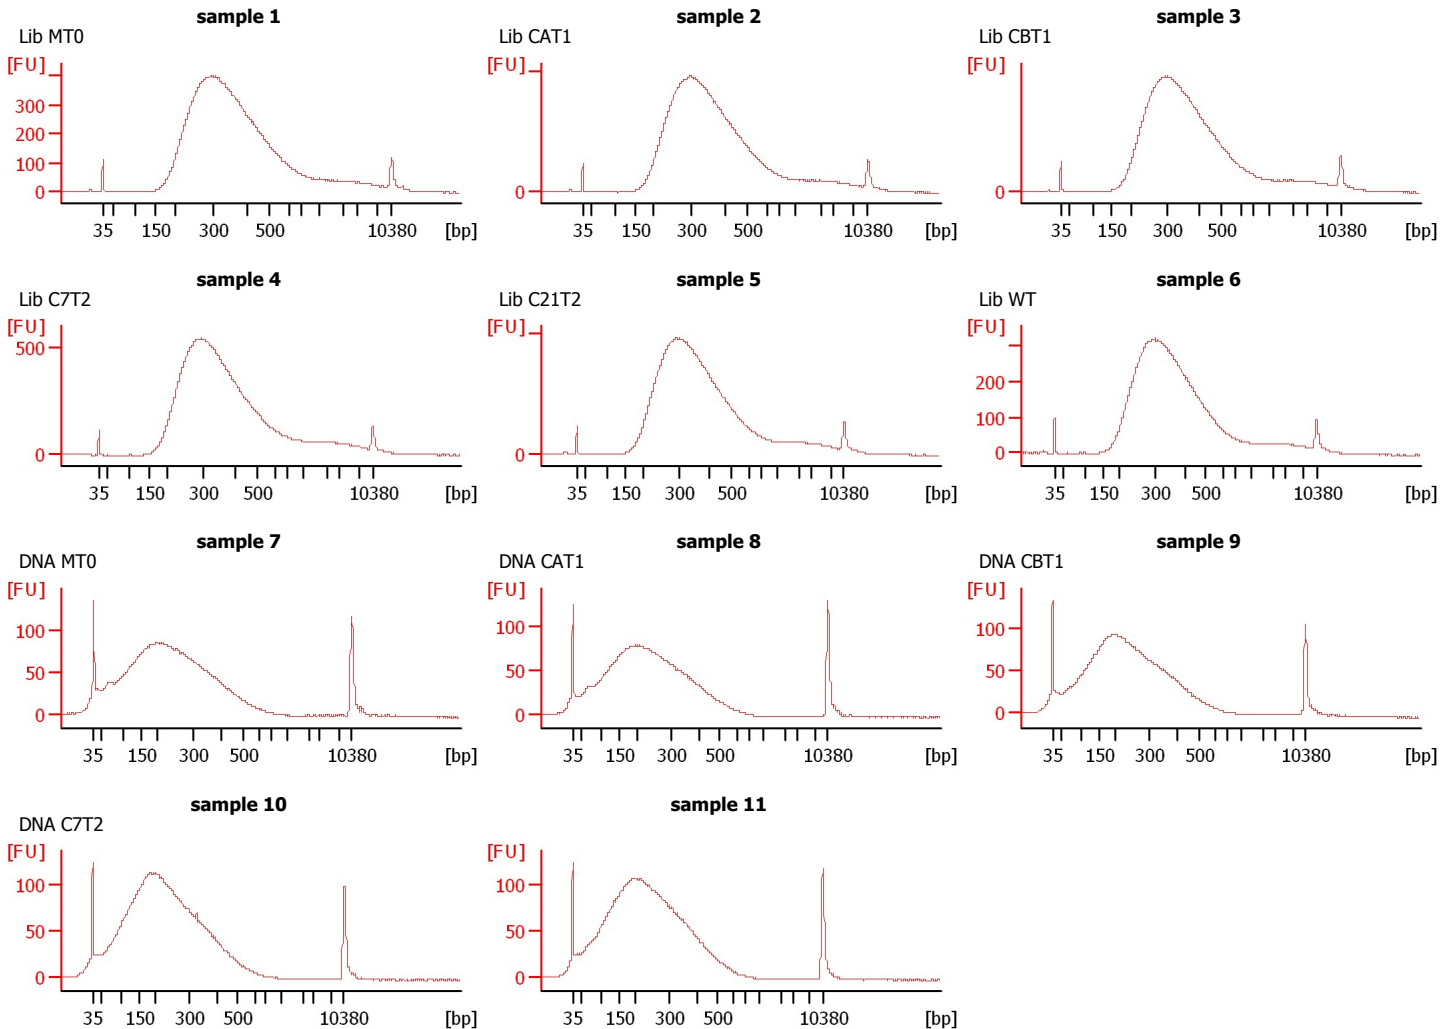 sample 1 sample 2 sample 3
Lib MT0 Lib CAT1 Lib CBT1
[FU] [FU] [FU]
300
200
100
0 0 0
35 150 300 500 10380 [bp] 35 150 300 500 10380 [bp] 35 150 300 500 10380 [bp]
sample 4 sample 5 sample 6
Lib C7T2 Lib C21T2 Lib WT
[FU] [FU] [FU]
500
200
100
0 0 0
35 150 300 500 10380 [bp] 35 150 300 500 10380 [bp] 35 150 300 500 10380 [bp]
sample 7 sample 8 sample 9
DNA MT0 DNA CAT1 DNA CBT1
[FU] [FU] [FU]
100 100 100
50 50 50
0 0 0
35 150 300 500 10380 [bp] 35 150 300 500 10380 [bp] 35 150 300 500 10380 [bp]
sample 10 sample 11
DNA C7T2
[FU] [FU]
100 100
50 50
0 0
35 150 300 500 10380 [bp] 35 150 300 500 10380 [bp]